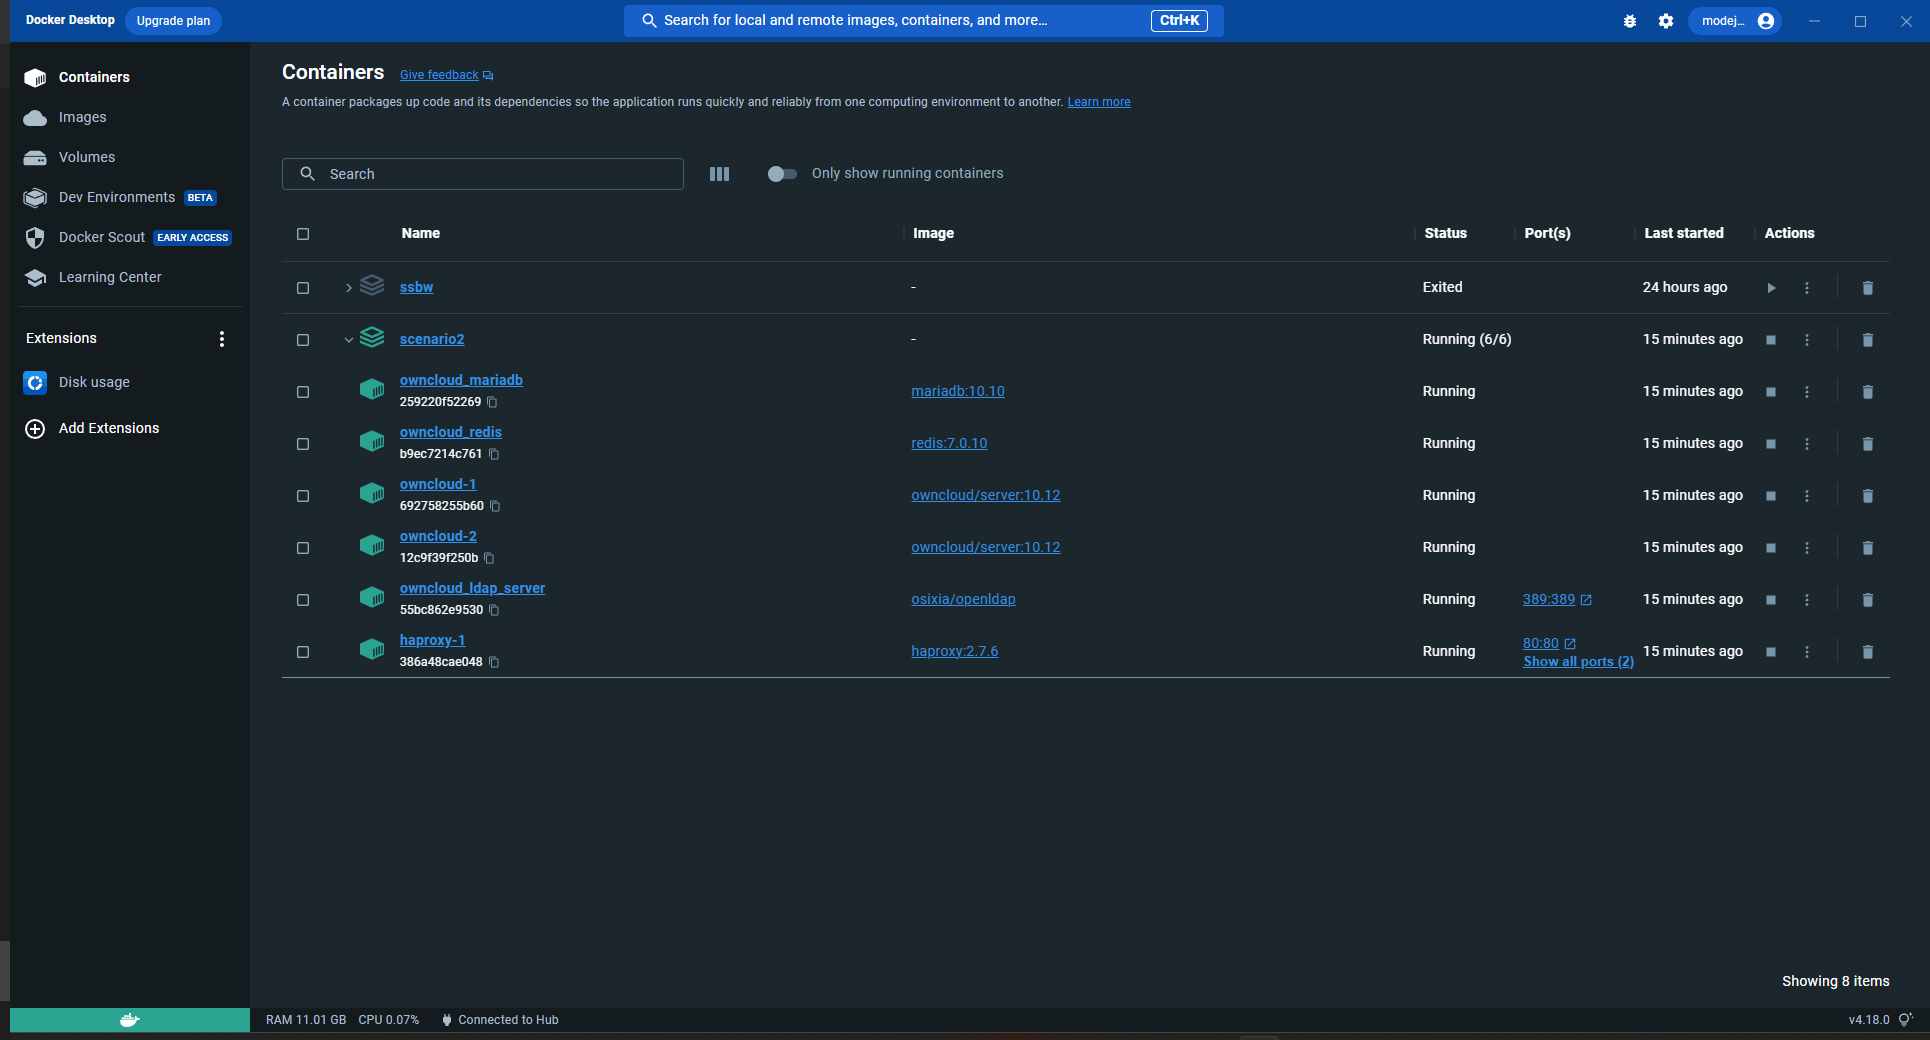 Docker Desktop Upgrade plan Search for local and remote images, containers, and more... Ctrl+K modej...
Containers
Images
Volumes
Dev Environments BETA
Docker Scout EARLY ACCESS
Learning Center
Extensions
Disk usage
Add Extensions
Containers Give feedback
A container packages up code and its dependencies so the application runs quickly and reliably from one computing environment to another. Learn more
Search Only show running containers
Name Image Status Port(s) Last started Actions
ssbw - Exited 24 hours ago
scenario2 - Running (6/6) 15 minutes ago
owncloud_mariadb
259220f52269 mariadb:10.10 Running 15 minutes ago
owncloud_redis
b9ec7214c761 redis:7.0.10 Running 15 minutes ago
owncloud-1
692758255b60 owncloud/server:10.12 Running 15 minutes ago
owncloud-2
12c9f39f250b owncloud/server:10.12 Running 15 minutes ago
owncloud_ldap_server
55bc862e9530 osixia/openldap Running 389:389 15 minutes ago
haproxy-1
386a48cae048 haproxy:2.7.6 Running 80:80 15 minutes ago
Show all ports (2)
Showing 8 items
RAM 11.01 GB CPU 0.07% Connected to Hub v4.18.0